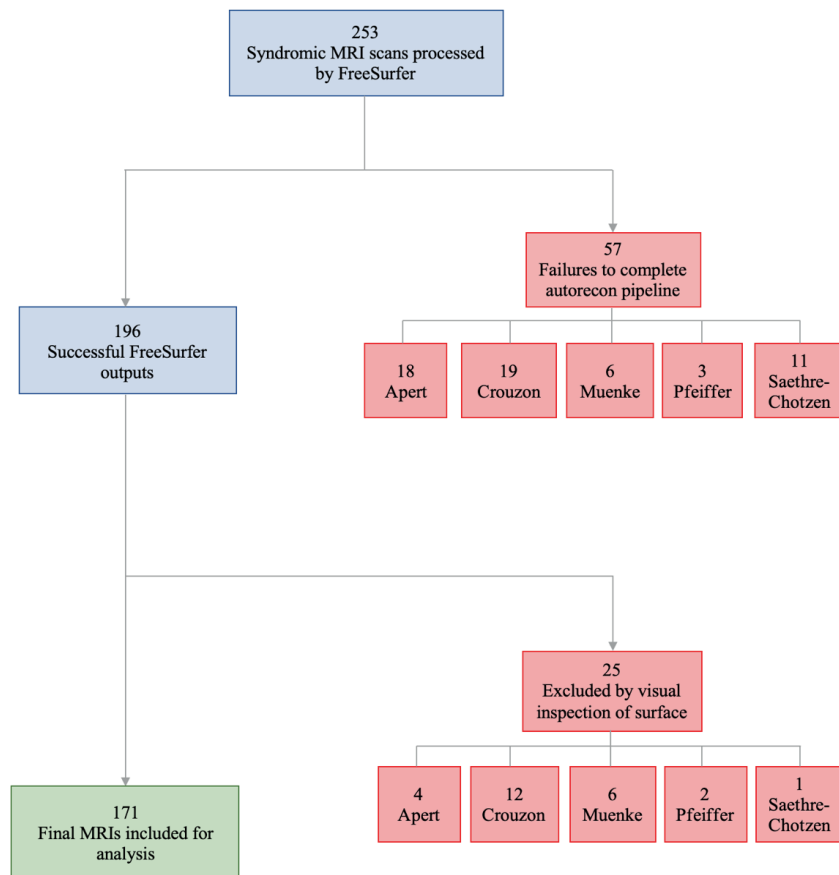 253
Syndromic MRI scans processed
by FreeSurfer
57
Failures to complete
autorecon pipeline
196
Successful FreeSurfer
outputs
18
Apert
19
Crouzon
6
Muenke
3
Pfeiffer
11
Saethre-
Chotzen
25
Excluded by visual
inspection of surface
4
Apert
12
Crouzon
6
Muenke
2
Pfeiffer
1
Saethre-
Chotzen
171
Final MRIs included for
analysis